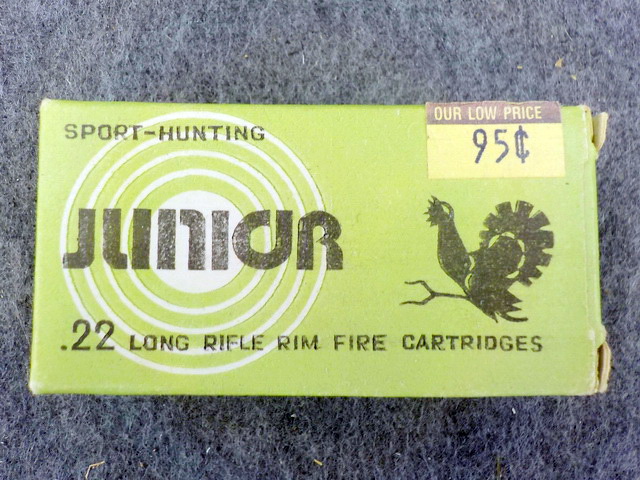 OUR LOW PRICE
95¢
SPORT-HUNTING
JUNIOR
.22 LONG RIFLE RIM FIRE CARTRIDGES